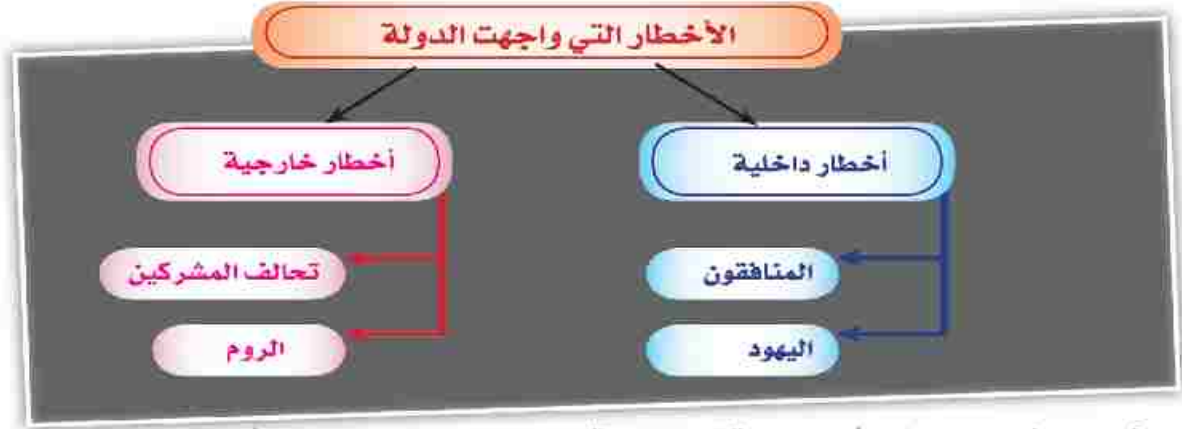 الأخطار التي واجهت الدولة
أخطار داخلية
المنافقون
اليهود
أخطار خارجية
تحالف المشركين
الروم